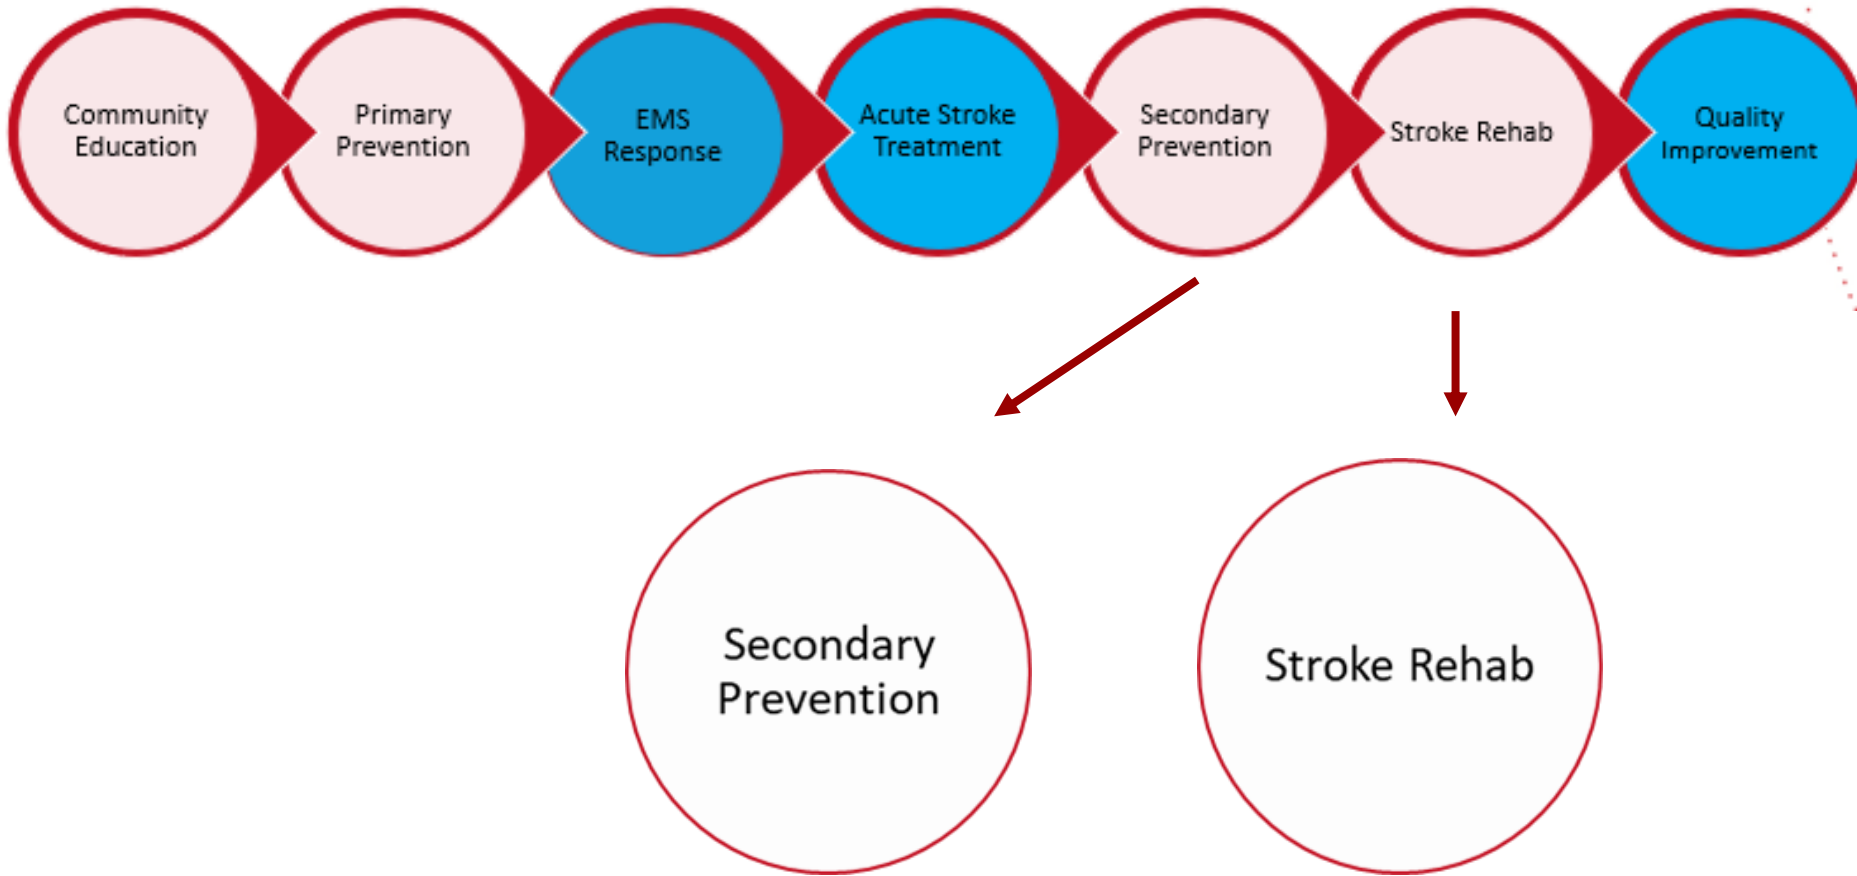 Community
Education
Primary
Prevention
EMS
Response
Acute Stroke
Treatment
Secondary
Prevention
Stroke Rehab
Quality
Improvement
Secondary
Prevention
Stroke Rehab